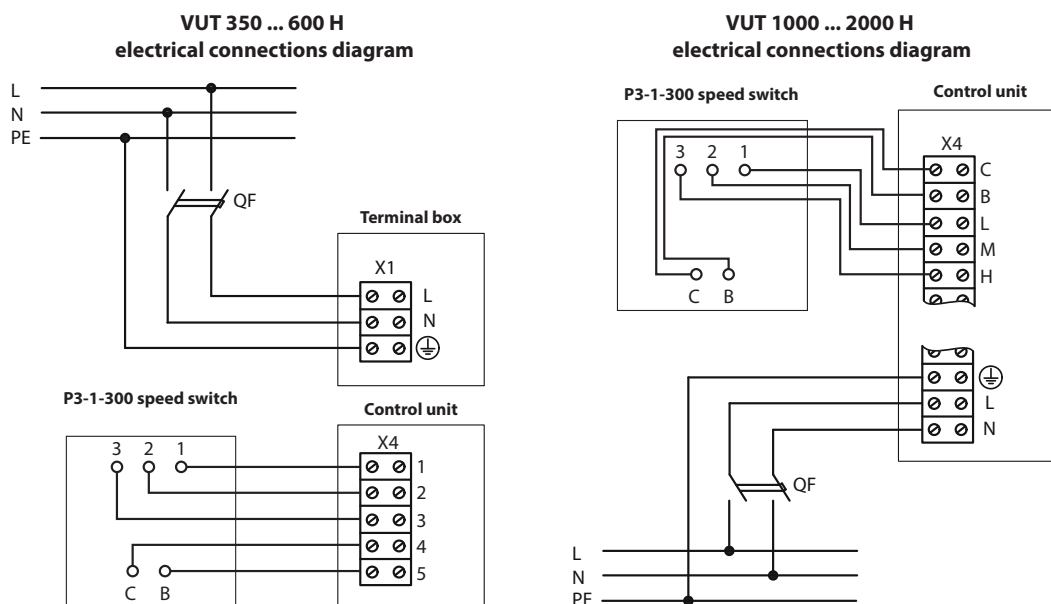 VUT 350 ... 600 H
electrical connections diagram
L
N
PE
QF
Terminal box
X1
L
N
P3-1-300 speed switch
3 2 1
C B
Control unit
X4
1
2
3
4
5
VUT 1000 ... 2000 H
electrical connections diagram
P3-1-300 speed switch
3 2 1
C B
Control unit
X4
C
B
L
M
H
L
N
QF
L
N
PE